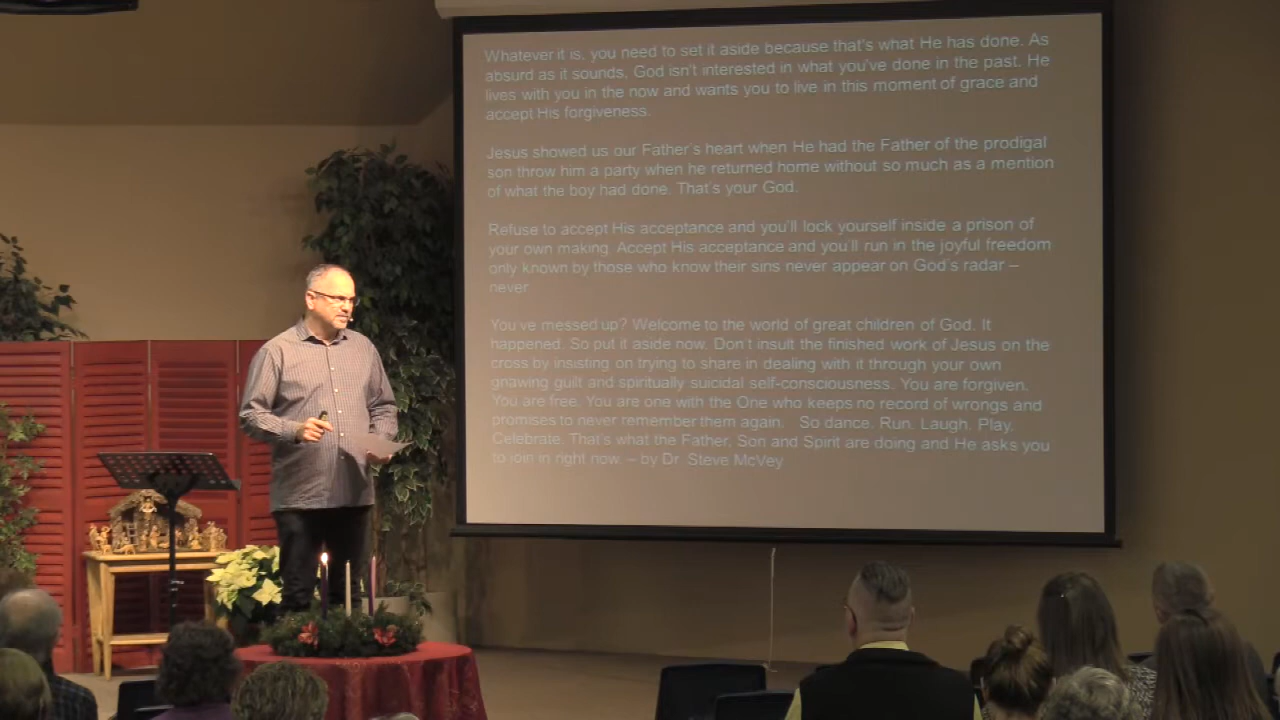 Whatever it is, you need to set it aside because that's what He has done. As
absurd as it sounds, God isn't interested in what you've done in the past. He
lives with you in the now and wants you to live in this moment of grace and
accept His forgiveness.
Jesus showed us our Father's heart when He had the Father of the prodigal
son throw him a party when he returned home without so much as a mention
of what the boy had done. That's your God.
Refuse to accept His acceptance and you'll lock yourself inside a prison of
your own making. Accept His acceptance and you'll run in the joyful freedom
only known by those who know their sins never appear on God's radar –
never.
You've messed up? Welcome to the world of great children of God. It
happened. So put it aside now. Don't insult the finished work of Jesus on the
cross by insisting on trying to share in dealing with it through your own
gnawing guilt and spiritually suicidal self-consciousness. You are forgiven.
You are free. You are one with the One who keeps no record of wrongs and
promises to never remember them again. So dance. Run. Laugh. Play.
Celebrate. That's what the Father, Son and Spirit are doing and He asks you
to join in right now. – by Dr. Steve McVey